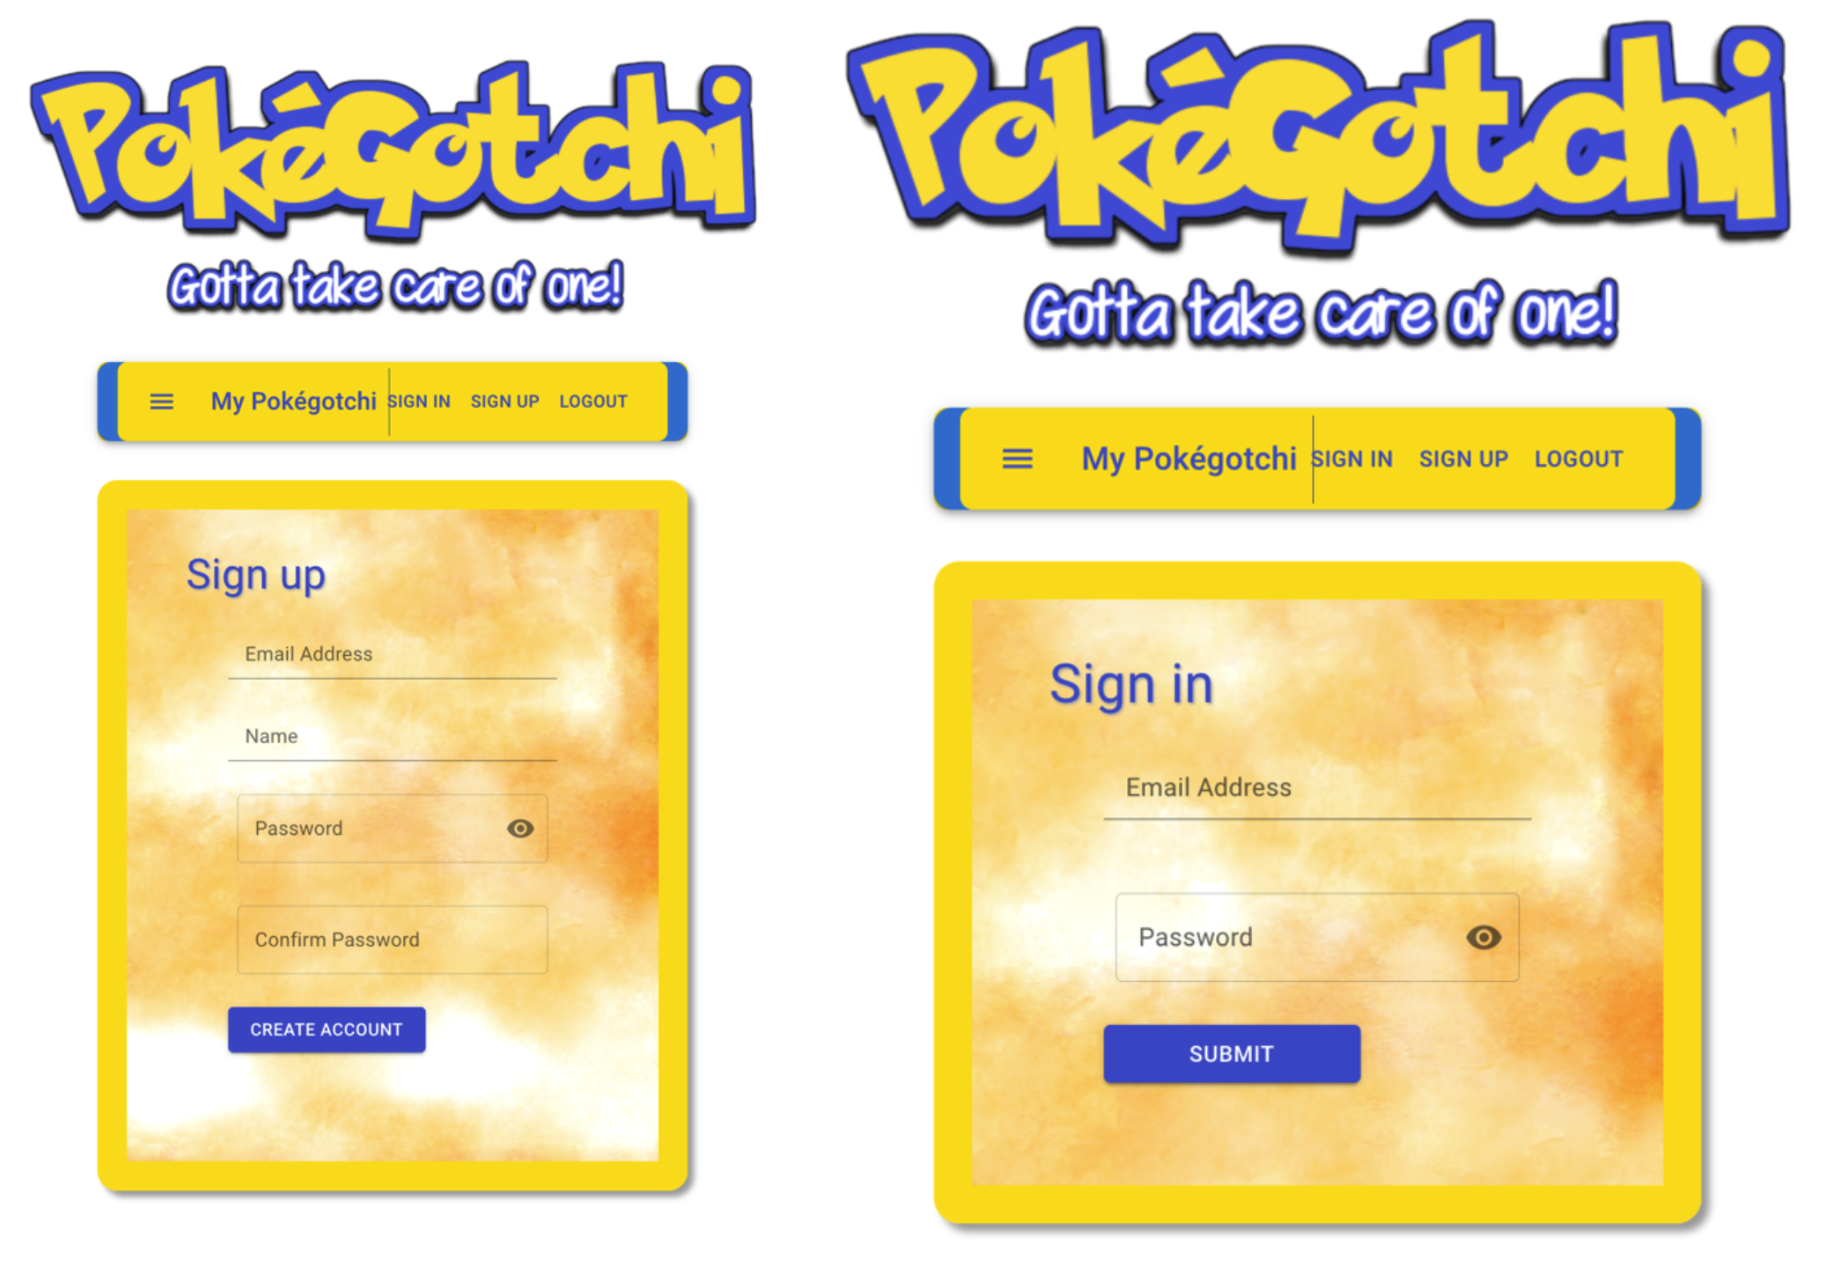 PokéGotchi
Gotta take care of one!
My Pokégotchi SIGN IN SIGN UP LOGOUT
Sign up
Email Address
Name
Password
Confirm Password
CREATE ACCOUNT
PokéGotchi
Gotta take care of one!
My Pokégotchi SIGN IN SIGN UP LOGOUT
Sign in
Email Address
Password
SUBMIT